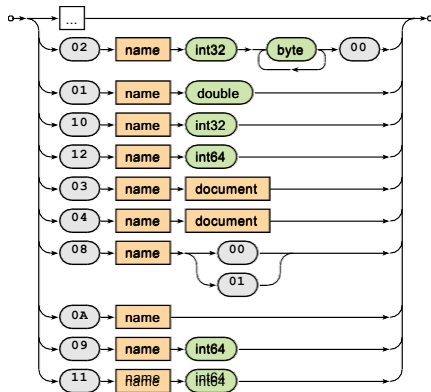 ...
02 name int32 byte 00
01 name double
10 name int32
12 name int64
03 name document
04 name document
08 name 00
01
0A name
09 name int64
11 name int64